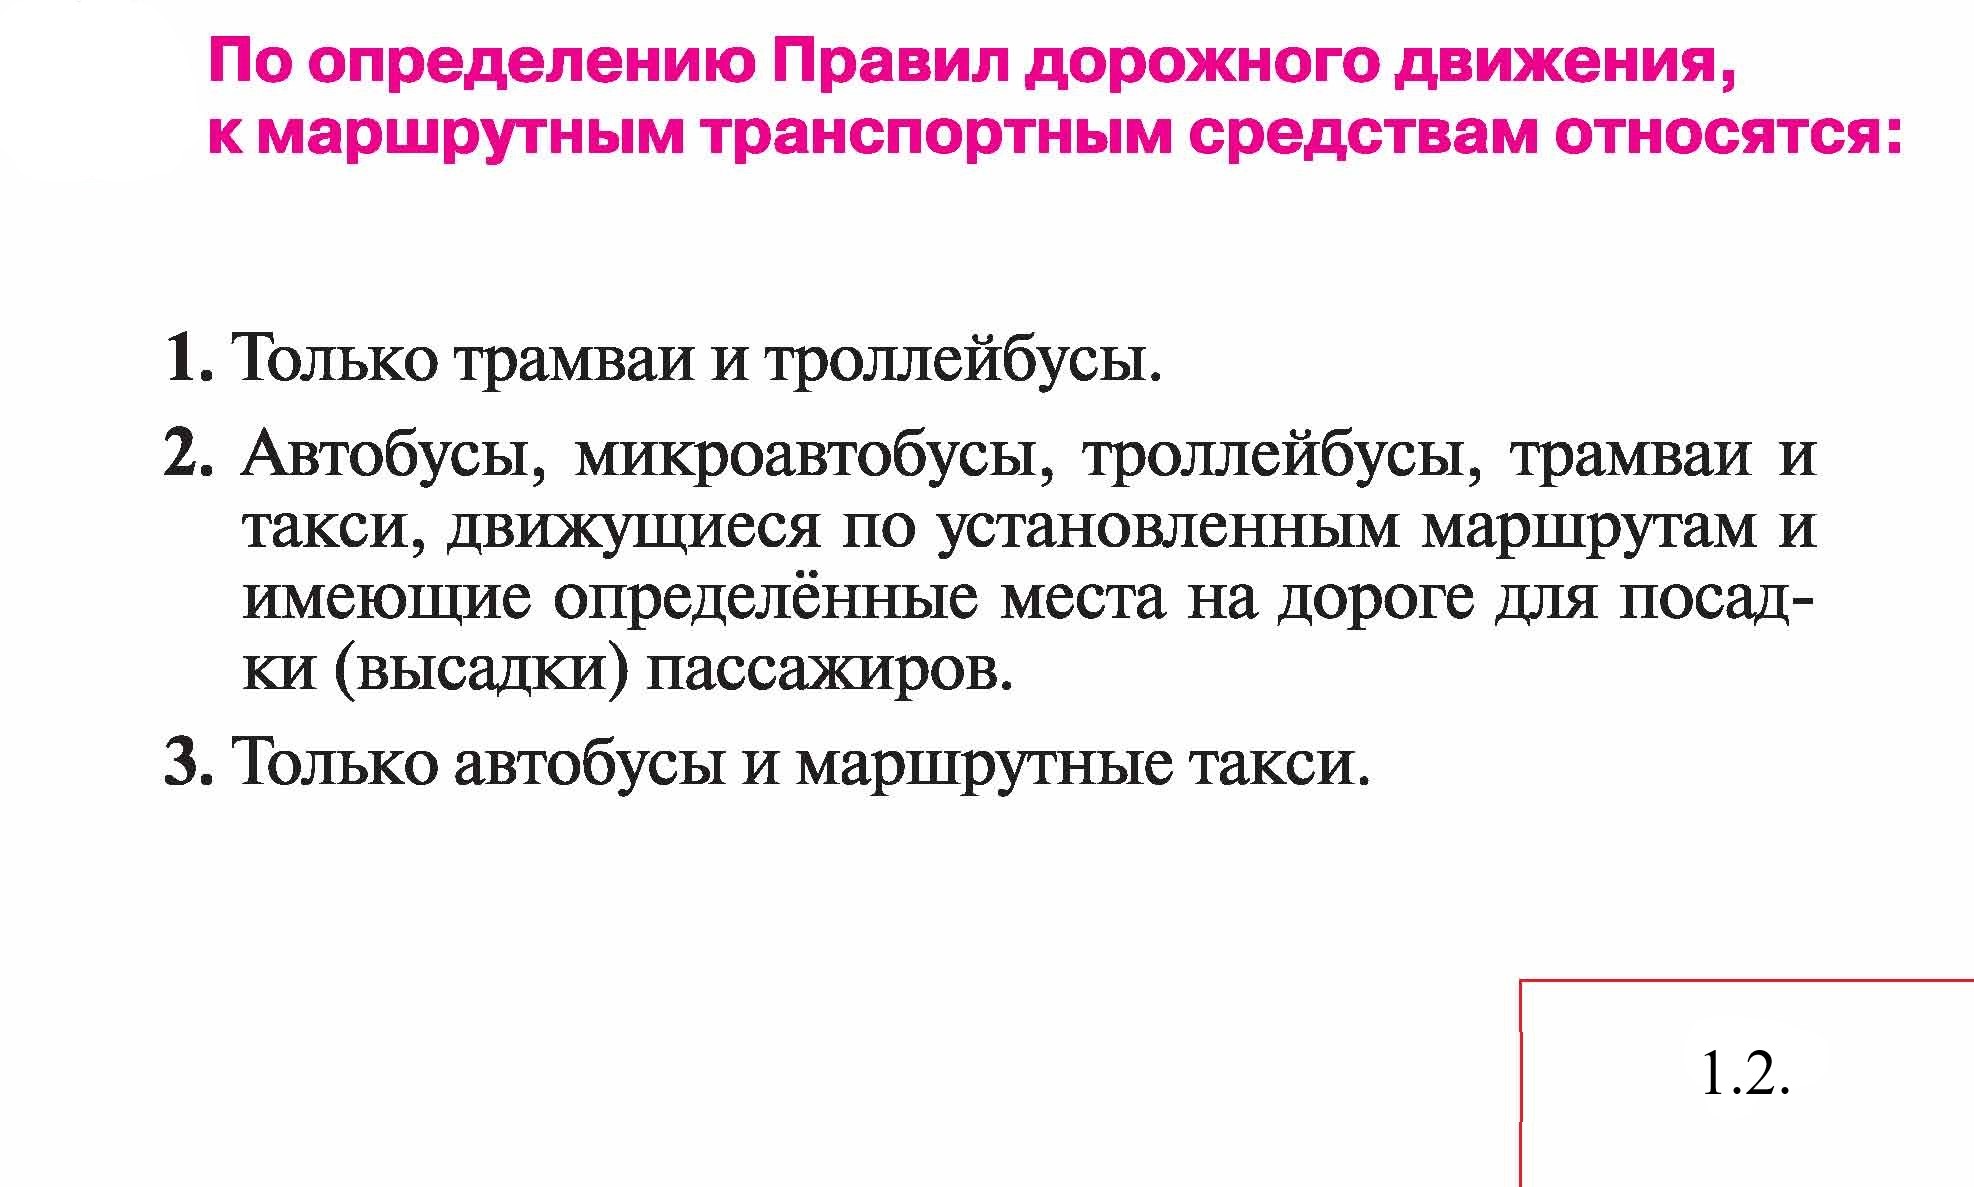 По определению Правил дорожного движения,
к маршрутным транспортным средствам относятся:
1. Только трамваи и троллейбусы.
2. Автобусы, микроавтобусы, троллейбусы, трамваи и
такси, движущиеся по установленным маршрутам и
имеющие определённые места на дороге для посад-
ки (высадки) пассажиров.
3. Только автобусы и маршрутные такси.
1.2.